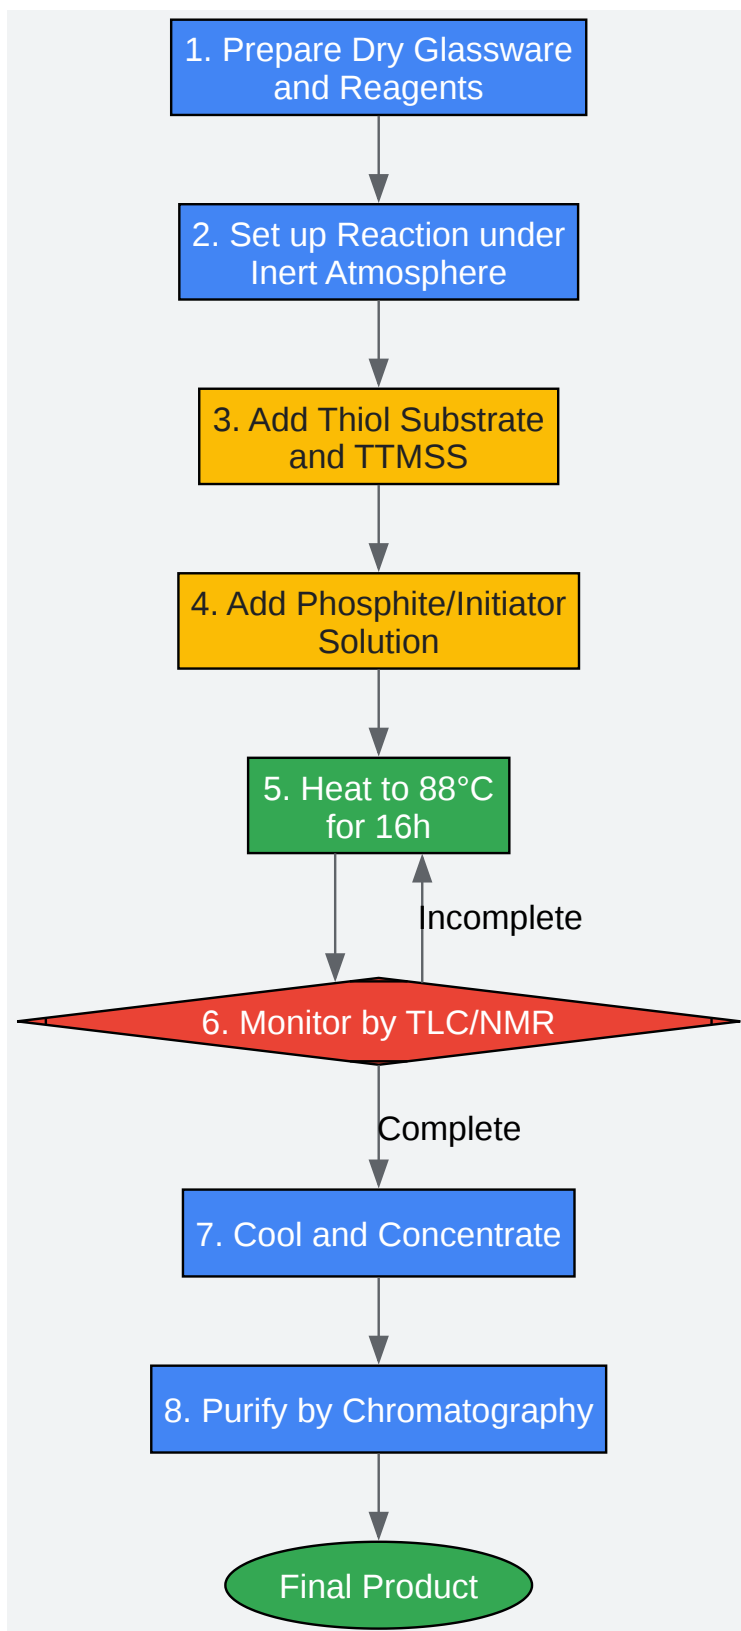 1. Prepare Dry Glassware
and Reagents
2. Set up Reaction under
Inert Atmosphere
3. Add Thiol Substrate
and TTMSS
4. Add Phosphite/Initiator
Solution
5. Heat to 88°C
for 16h
Incomplete
6. Monitor by TLC/NMR
Complete
7. Cool and Concentrate
8. Purify by Chromatography
Final Product